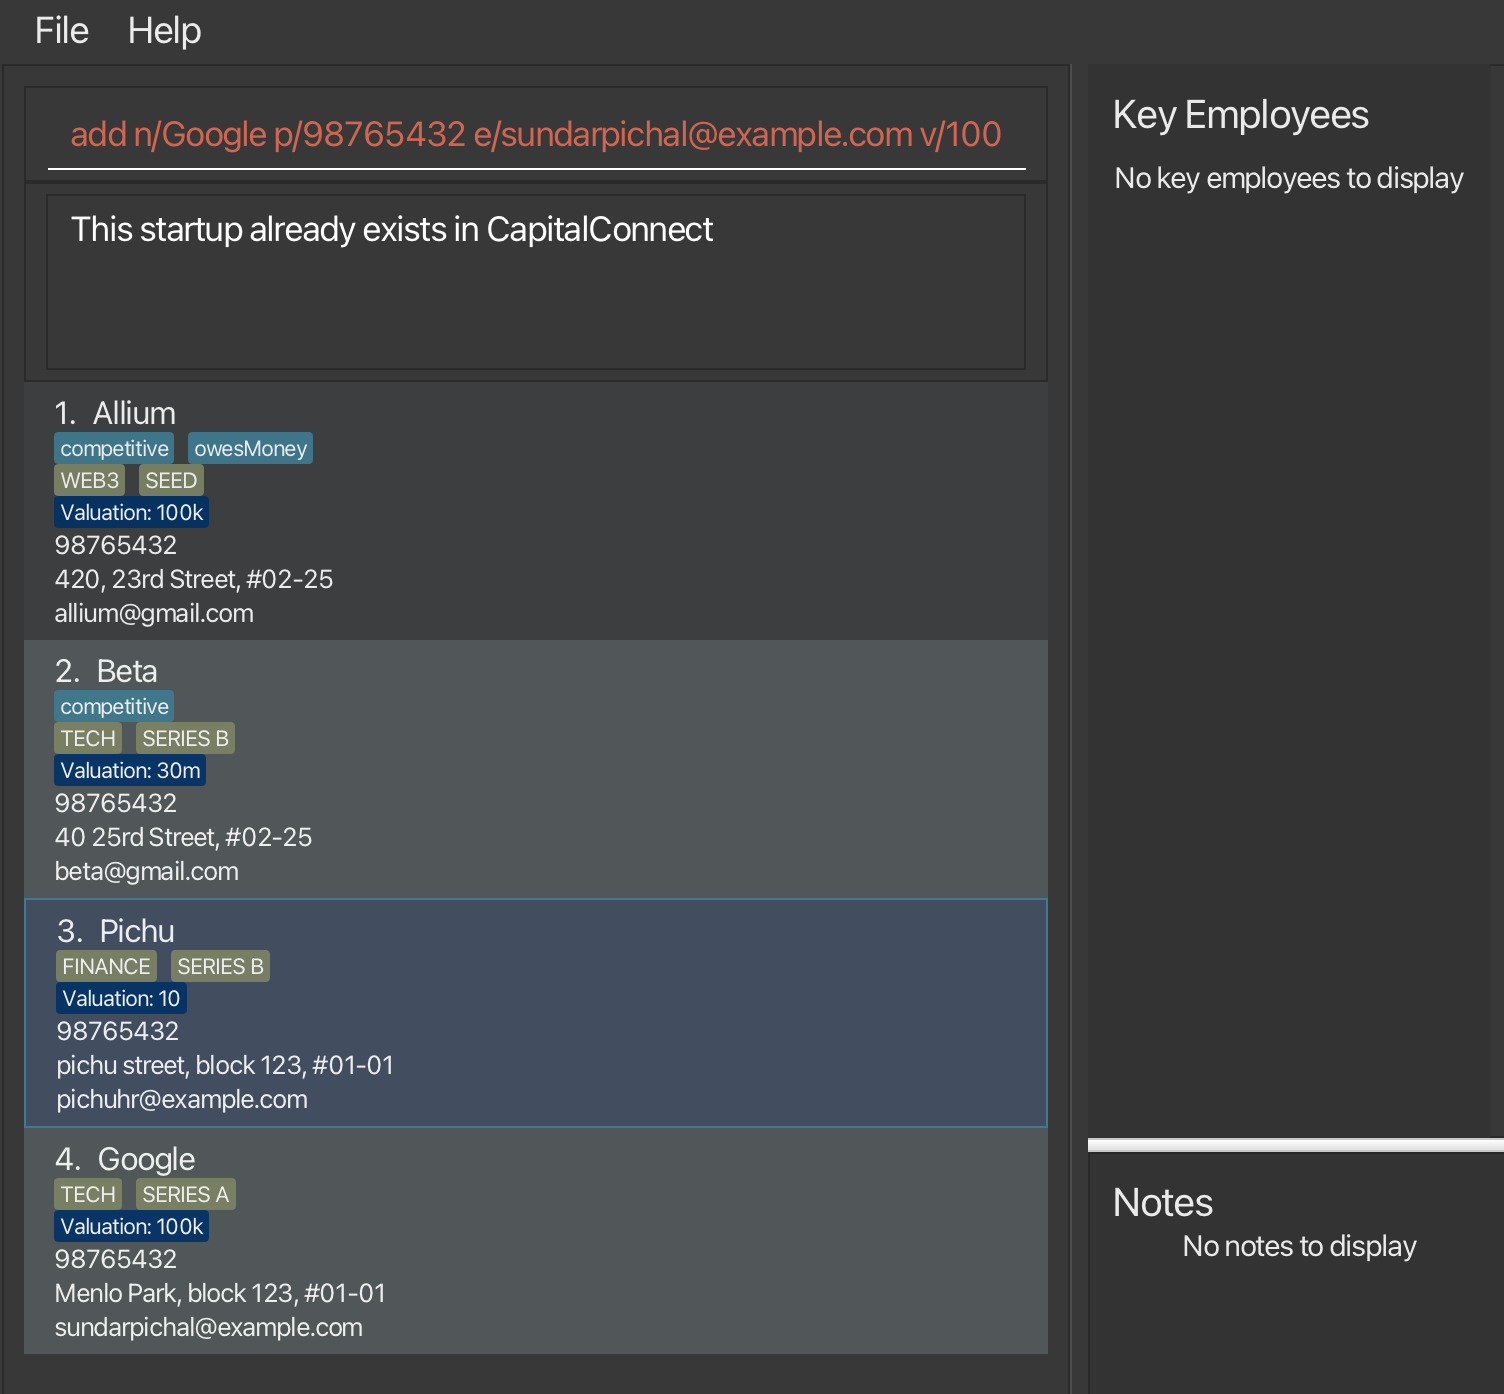 File Help
add n/Google p/98765432 e/sundarpichal@example.com v/100
This startup already exists in CapitalConnect
1. Allium
competitive owesMoney
WEB3 SEED
Valuation: 100k
98765432
420, 23rd Street, #02-25
allium@gmail.com
2. Beta
competitive
TECH SERIES B
Valuation: 30m
98765432
40 25rd Street, #02-25
beta@gmail.com
3. Pichu
FINANCE SERIES B
Valuation: 10
98765432
pichu street, block 123, #01-01
pichuhr@example.com
4. Google
TECH SERIES A
Valuation: 100k
98765432
Menlo Park, block 123, #01-01
sundarpichal@example.com
Key Employees
No key employees to display
Notes
No notes to display